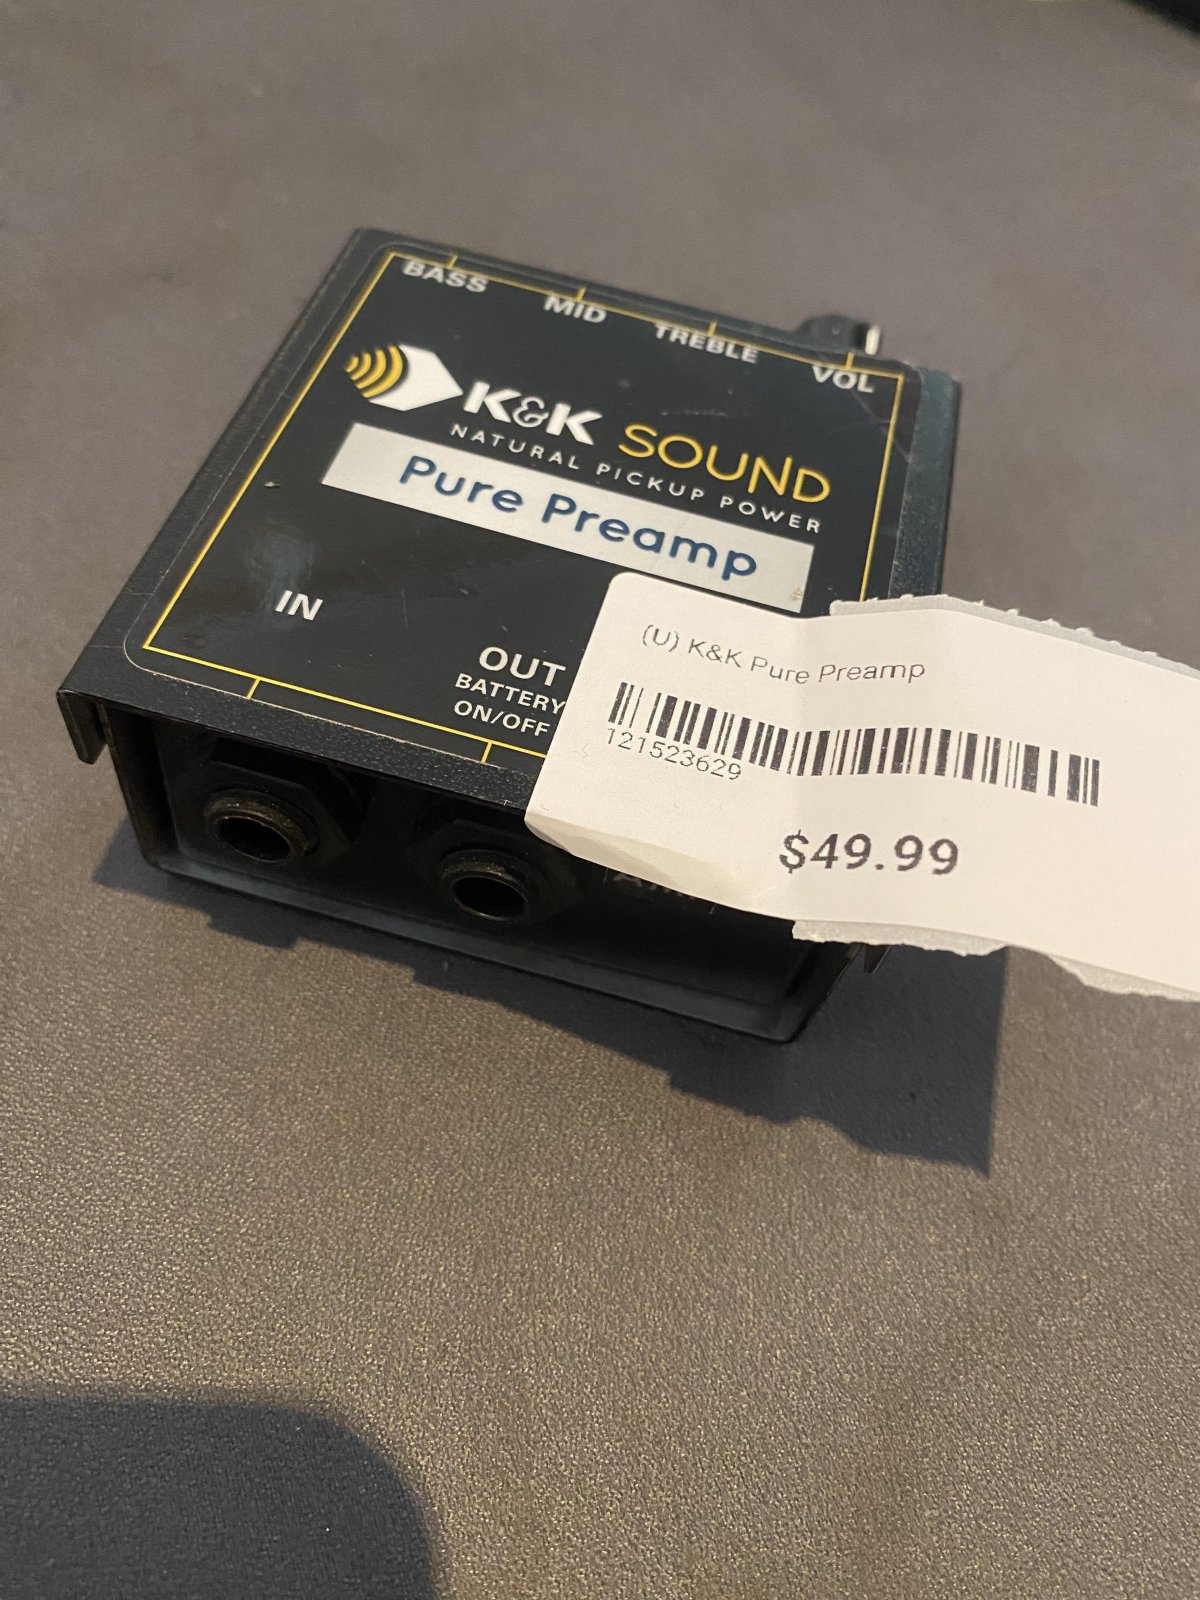 BASS
MID
TREBLE
VOL
K&K SOUND
NATURAL PICKUP POWER
Pure Preamp
IN
OUT
BATTERY
ON/OFF
(U) K&K Pure Preamp
121523629
$49.99